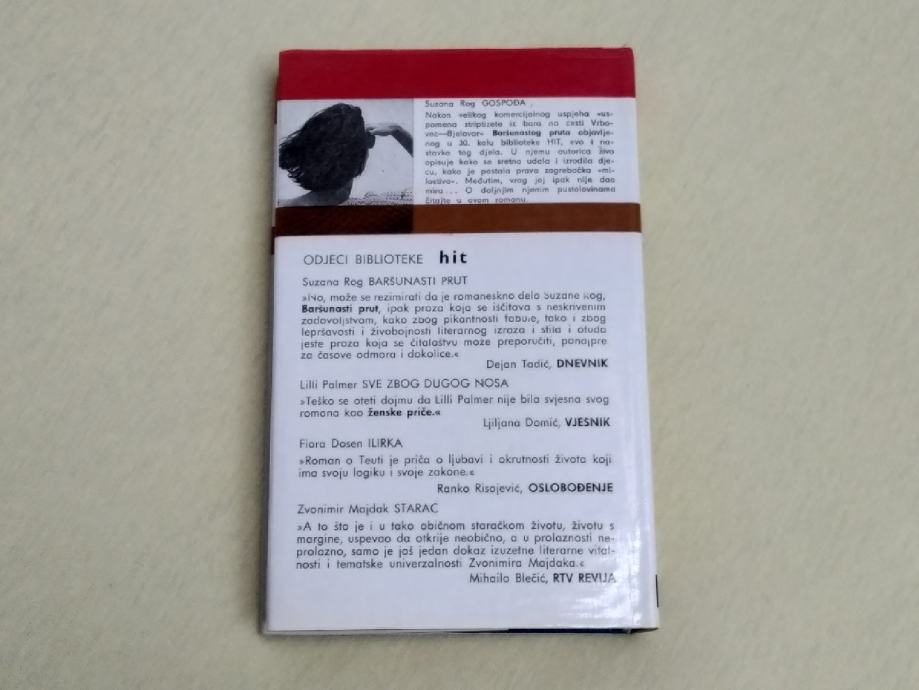 Suzana Rog GOSPOĐA
Nakon velikog komercijalnog uspjeha »us-
pomena striptizete iz bara na cesti Vrbo-
vec—Bjelovar« Baršunastog pruta objavlje-
nog u 30. kolu biblioteke HIT, evo i na-
stavka tog djela. U njemu autorica živo
opisuje kako se sretno udala i izrodila dje-
cu, kako je postala prava zagrebačka »mi-
lostiva«. Međutim, vrag joj ipak nije dao
mira... O daljnjim njenim pustolovinama
čitajte u ovom romanu.
ODJECI BIBLIOTEKE hit
Suzana Rog BARŠUNASTI PRUT
»No, može se rezimirati da je romaneskno delo Suzane Rog,
Baršunasti prut, ipak proza koja se iščitava s neskrivenim
zadovoljstvom, kako zbog pikantnosti fabule, tako i zbog
lepršavosti i živobojnosti literarnog izraza i stila i otuda
jeste proza koja se čitalaštvu može preporučiti, ponajpre
za časove odmora i dokolice.«
Dejan Tadić, DNEVNIK
Lilli Palmer SVE ZBOG DUGOG NOSA
»Teško se oteti dojmu da Lilli Palmer nije bila svjesna svog
romana kao ženske priče.«
Ljiljana Domić, VJESNIK
Fiora Dosen ILIRKA
»Roman o Teuti je priča o ljubavi i okrutnosti života koji
ima svoju logiku i svoje zakone.«
Ranko Risojević, OSLOBOĐENJE
Zvonimir Majdak STARAC
»A to što je i u tako običnom staračkom životu, životu s
margine, uspevao da otkrije neobično, a u prolaznosti ne-
prolazno, samo je još jedan dokaz izuzetne literarne vital-
nosti i tematske univerzalnosti Zvonimira Majdaka.«
Mihailo Blečić, RTV REVIJA